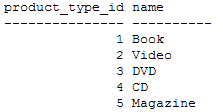 product_type_id name
--------------- ----------
              1 Book
              2 Video
              3 DVD
              4 CD
              5 Magazine